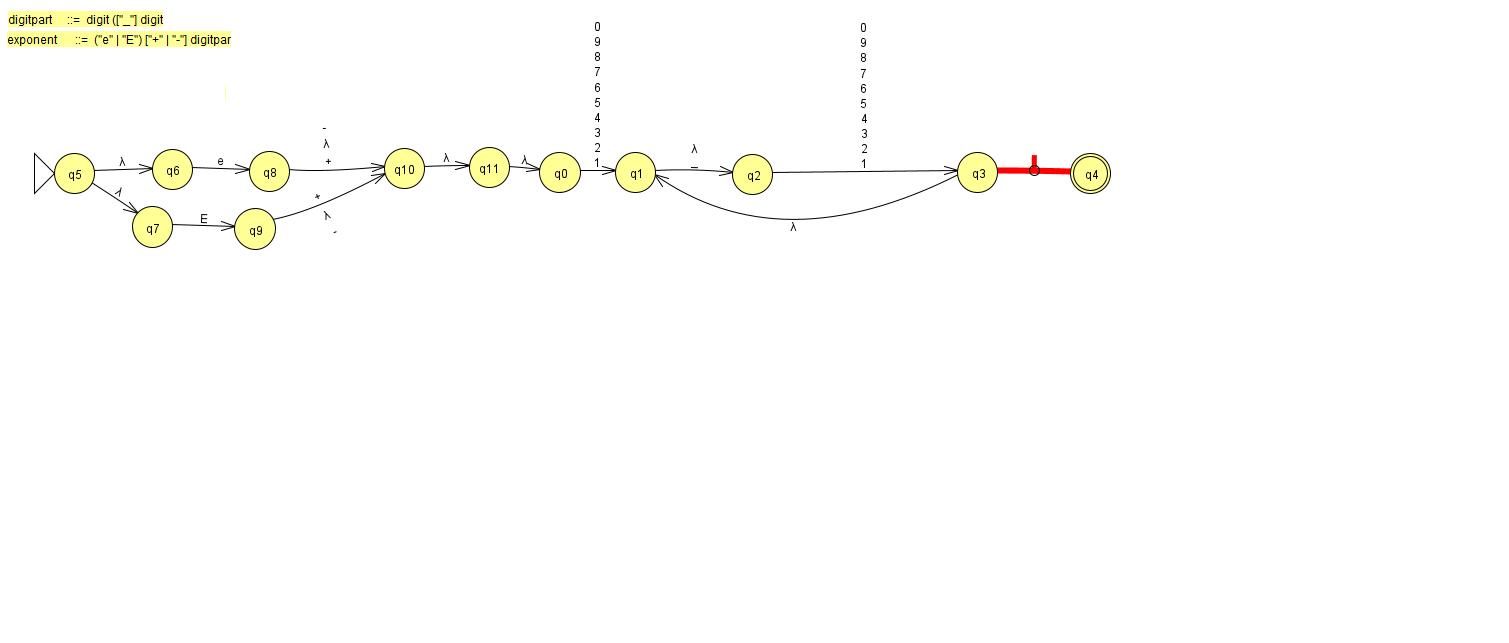 digitpart ::= digit (["_"] digit
exponent ::= ("e" | "E") ["+" | "-"] digitpar
0
9
8
7
6
5
4
3
2
1
0
9
8
7
6
5
4
3
2
1
-
λ
+
λ
e
λ
λ
λ
_
q5
q6
q8
q10
q11
q0
q1
q2
q3
q4
λ
E
+
λ
-
q7
q9
λ